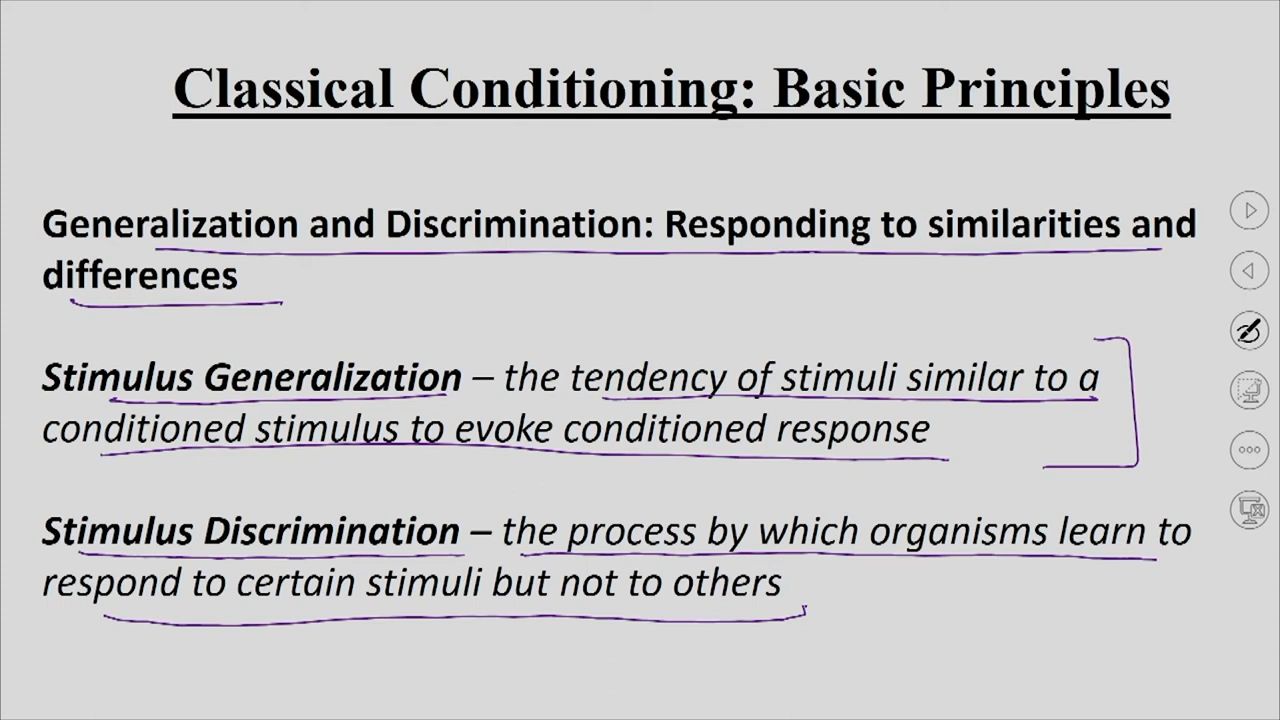 Classical Conditioning: Basic Principles
Generalization and Discrimination: Responding to similarities and
differences
Stimulus Generalization – the tendency of stimuli similar to a
conditioned stimulus to evoke conditioned response
Stimulus Discrimination – the process by which organisms learn to
respond to certain stimuli but not to others